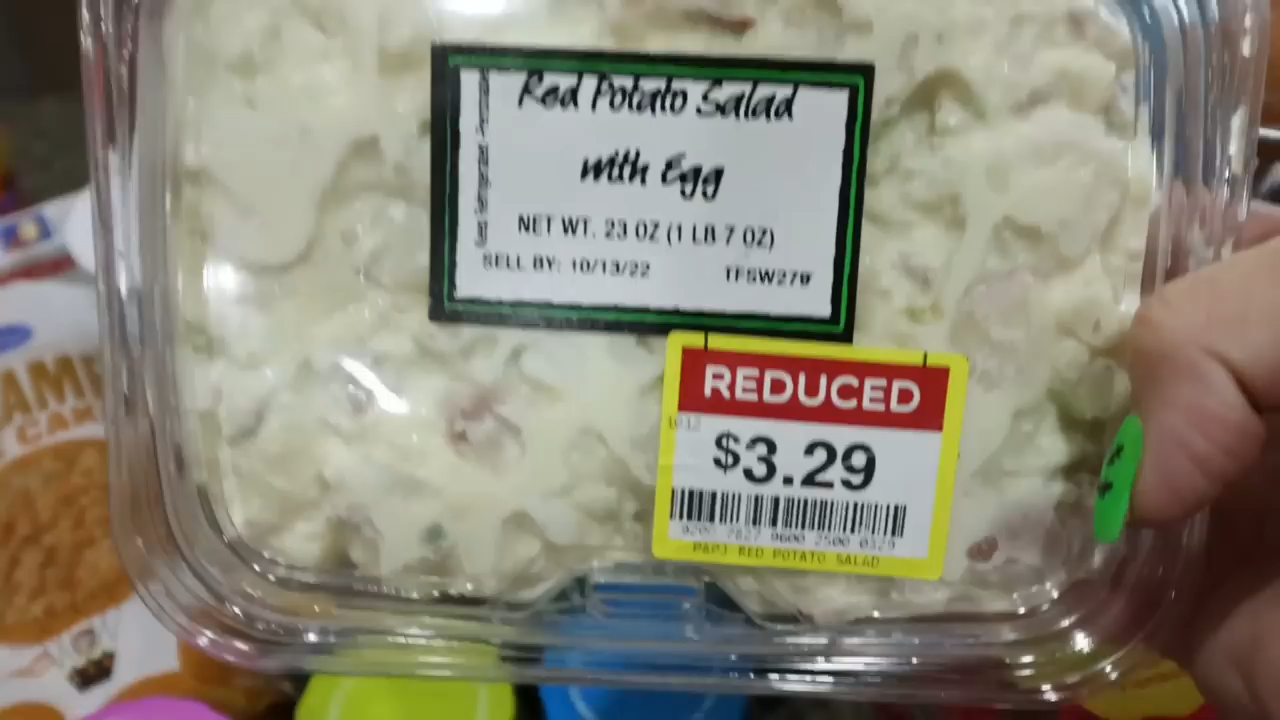 Red Potato Salad
with Egg
NET WT. 23 OZ (1 LB 7 OZ)
SELL BY: 10/13/22 TFSW279
REDUCED
1012
$3.29
P&PJ RED POTATO SALAD